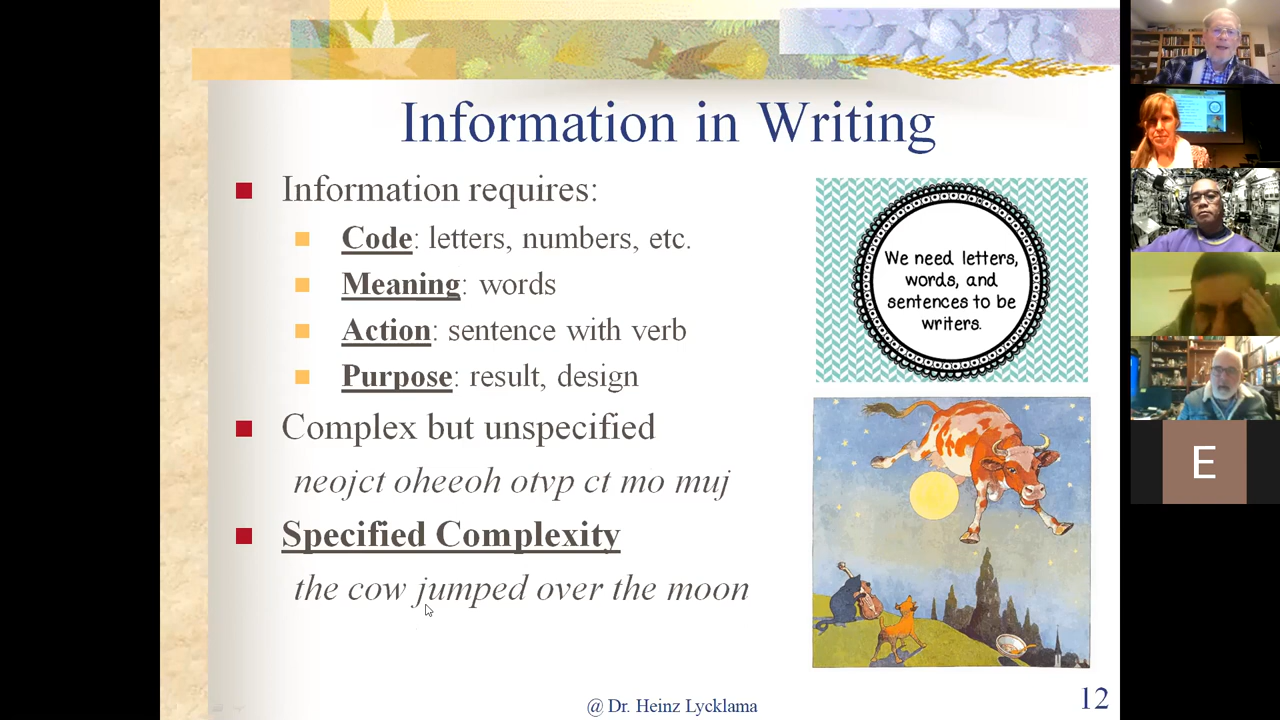 Information in Writing
Information requires:
Code: letters, numbers, etc.
Meaning: words
Action: sentence with verb
Purpose: result, design
Complex but unspecified
neojct oheeoh otvp ct mo muj
Specified Complexity
the cow jumped over the moon
We need letters,
words, and
sentences to be
writers.
@ Dr. Heinz Lycklama
12
E